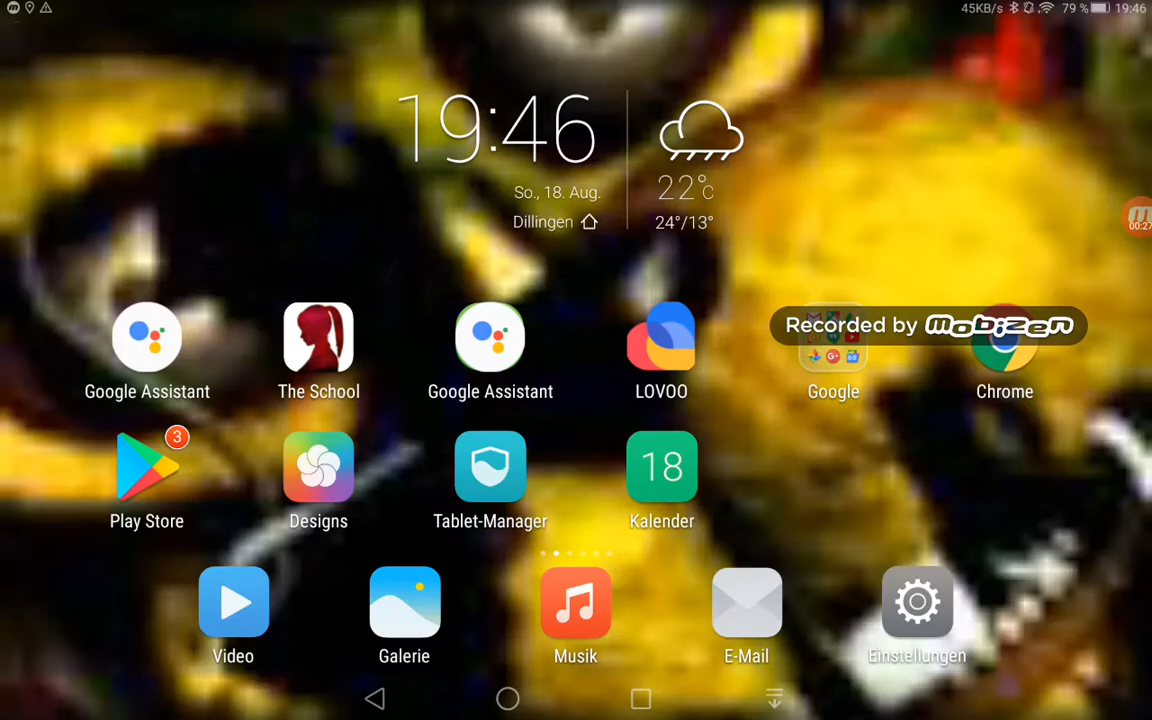 45KB/s 79 % 19:46
19:46
So., 18. Aug.
Dillingen
22°c
24°/13°
00:27
Recorded by mobizen
Google Assistant
The School
Google Assistant
LOVOO
Google
Chrome
3
18
Play Store
Designs
Tablet-Manager
Kalender
Video
Galerie
Musik
E-Mail
Einstellungen